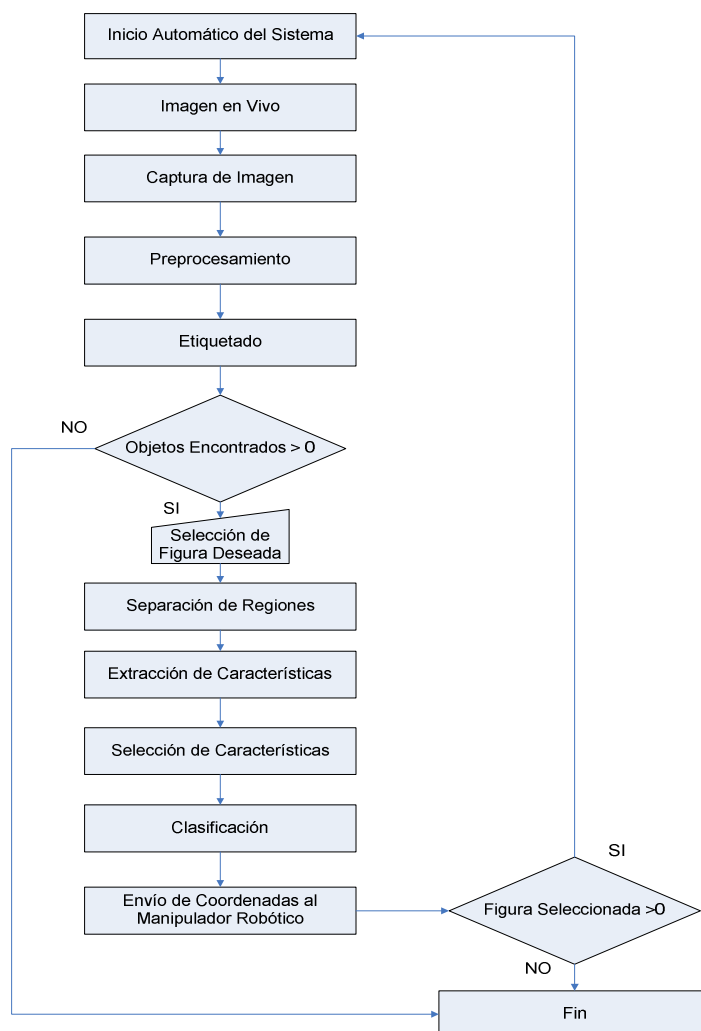 Inicio Automático del Sistema
Imagen en Vivo
Captura de Imagen
Preprocesamiento
Etiquetado
NO
Objetos Encontrados > 0
SI
Selección de
Figura Deseada
Separación de Regiones
Extracción de Características
Selección de Características
Clasificación
Envío de Coordenadas al
Manipulador Robótico
SI
Figura Seleccionada >0
NO
Fin